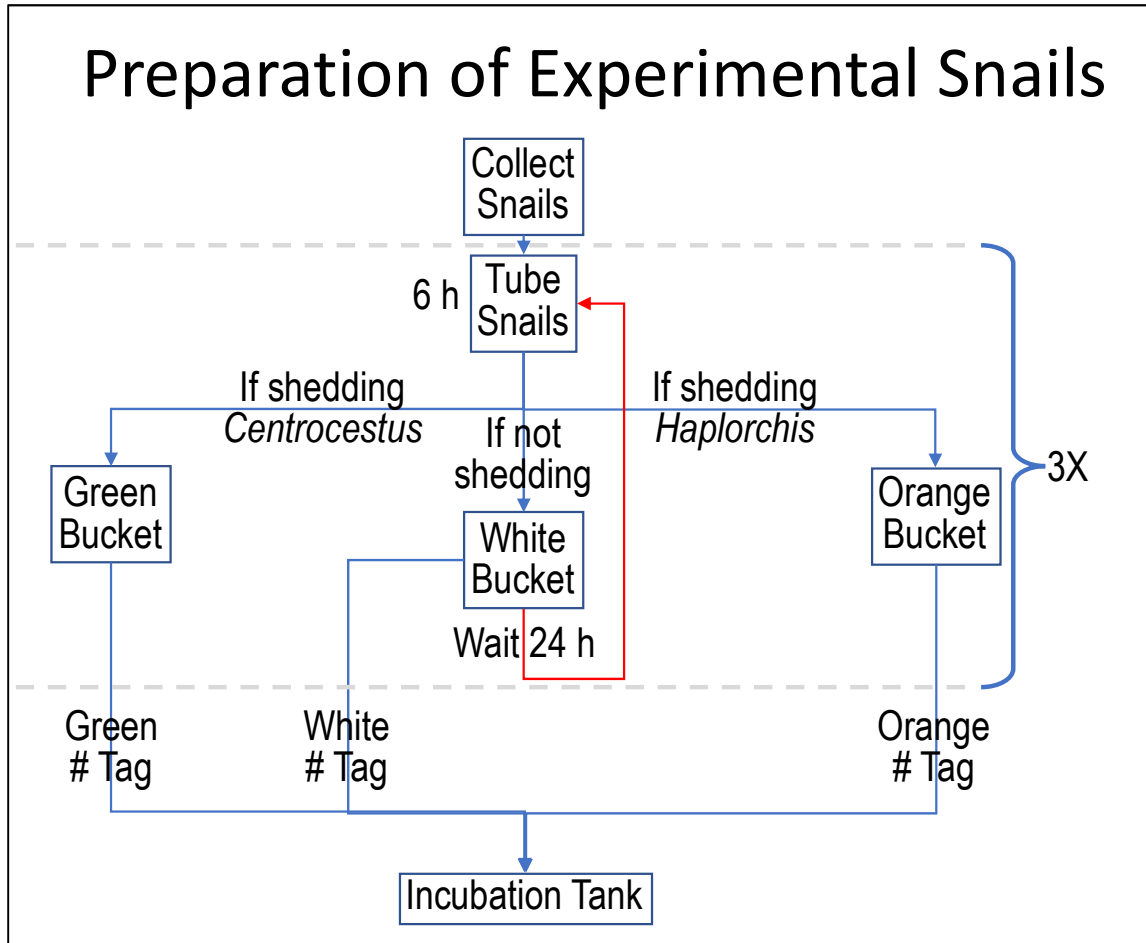 Preparation of Experimental Snails
Collect
Snails
6 h
Tube
Snails
If shedding
Centrocestus
If not
shedding
If shedding
Haplorchis
3X
Green
Bucket
White
Bucket
Orange
Bucket
Wait 24 h
Green
# Tag
White
# Tag
Orange
# Tag
Incubation Tank